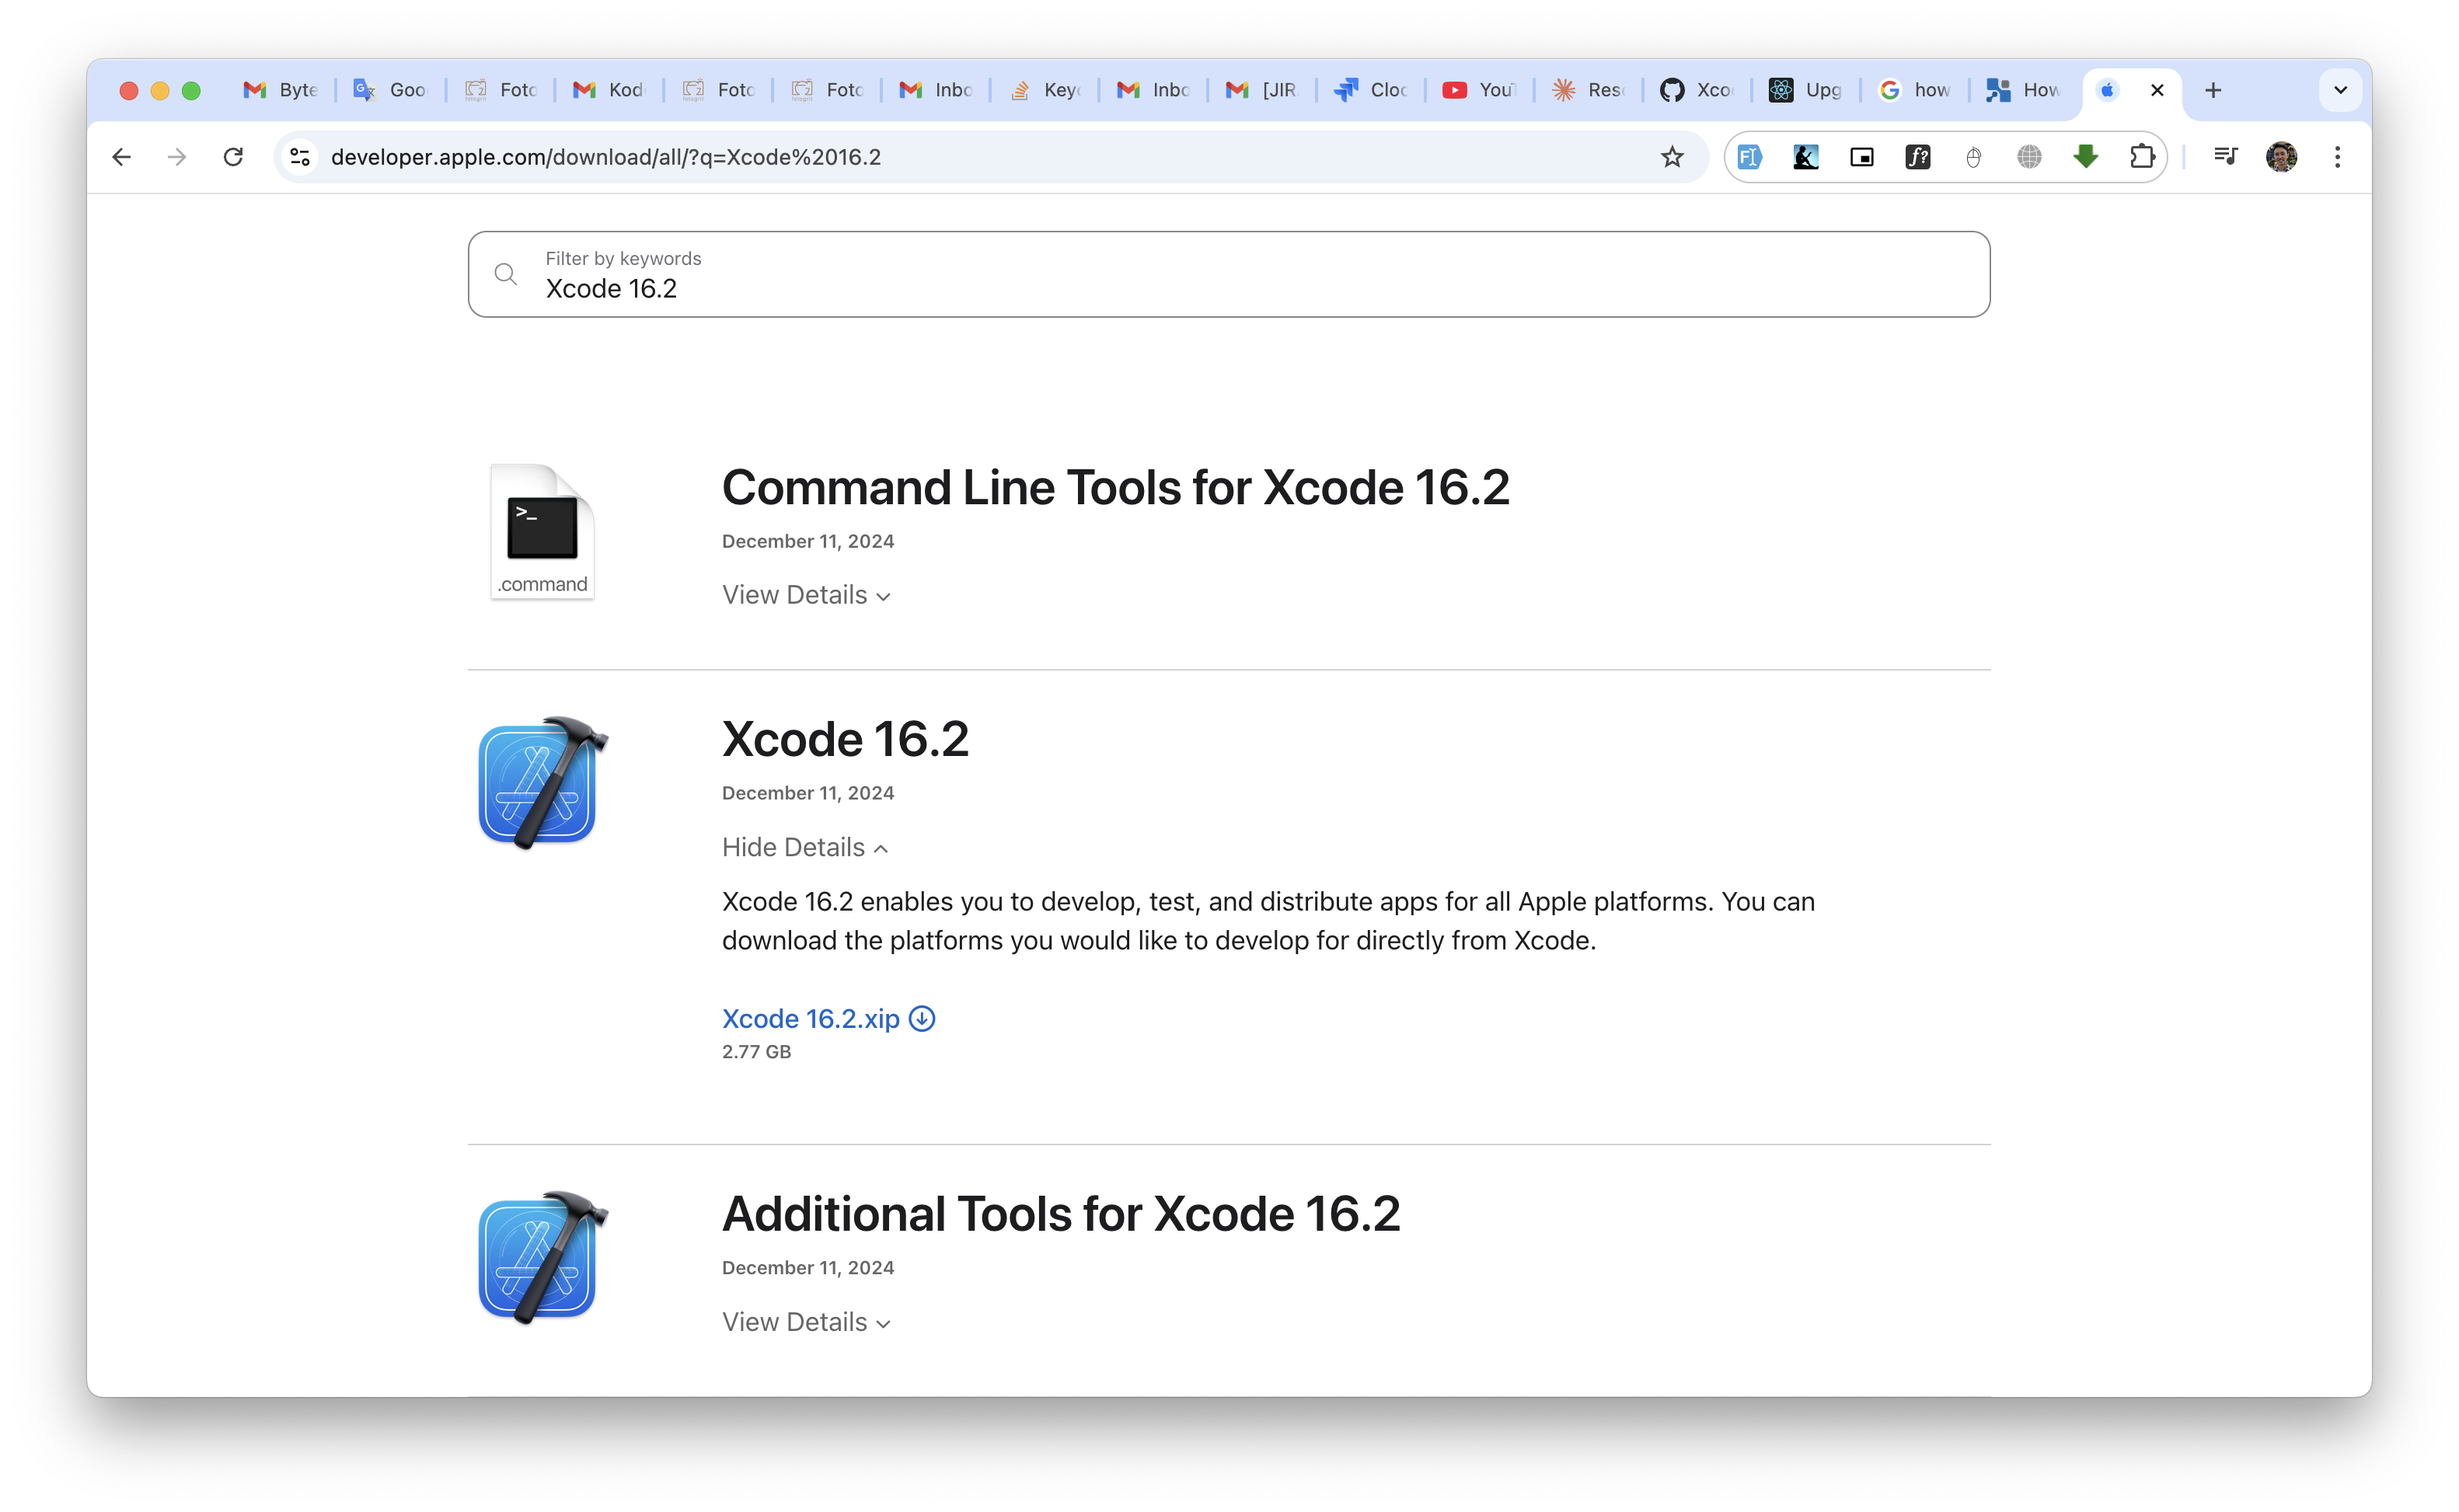 Byte
Goo
Foto
Kod
Foto
Foto
Inbo
Keyc
Inbo
[JIR
Cloc
YouT
Reso
Xco
Upg
how
How
developer.apple.com/download/all/?q=Xcode%2016.2
Filter by keywords
Xcode 16.2
>_
.command
Command Line Tools for Xcode 16.2
December 11, 2024
View Details
Xcode 16.2
December 11, 2024
Hide Details
Xcode 16.2 enables you to develop, test, and distribute apps for all Apple platforms. You can
download the platforms you would like to develop for directly from Xcode.
Xcode 16.2.xip
2.77 GB
Additional Tools for Xcode 16.2
December 11, 2024
View Details